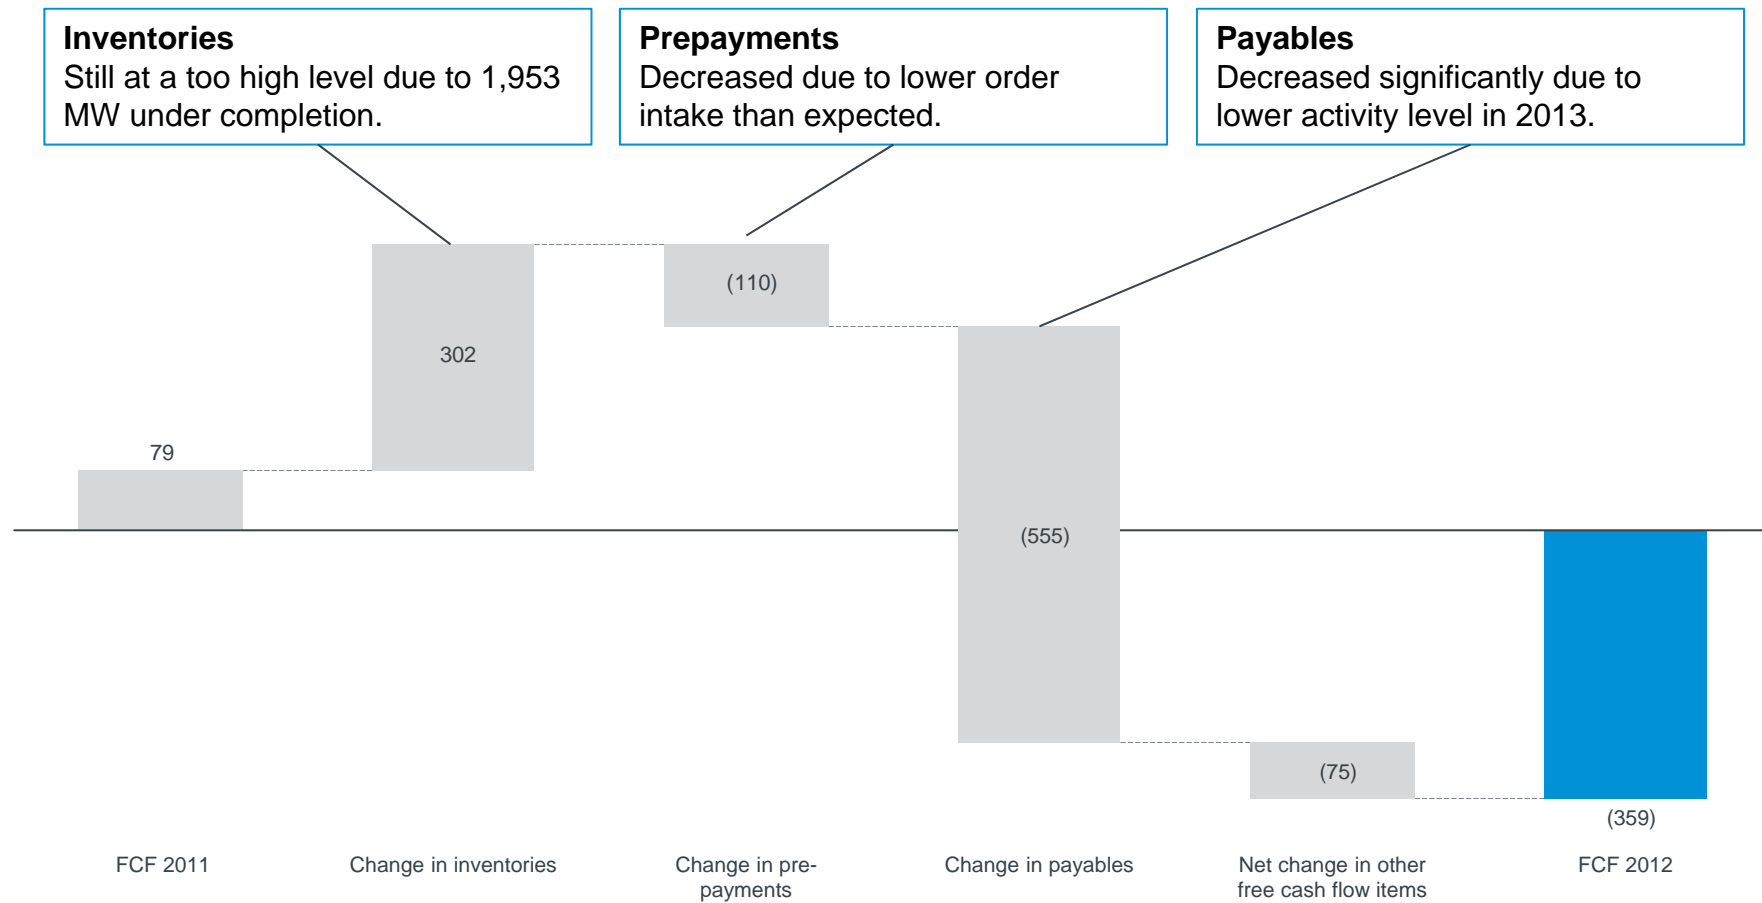 Inventories
Still at a too high level due to 1,953
MW under completion.
Prepayments
Decreased due to lower order
intake than expected.
Payables
Decreased significantly due to
lower activity level in 2013.
79
302
(110)
(555)
(75)
(359)
FCF 2011
Change in inventories
Change in pre-
payments
Change in payables
Net change in other
free cash flow items
FCF 2012